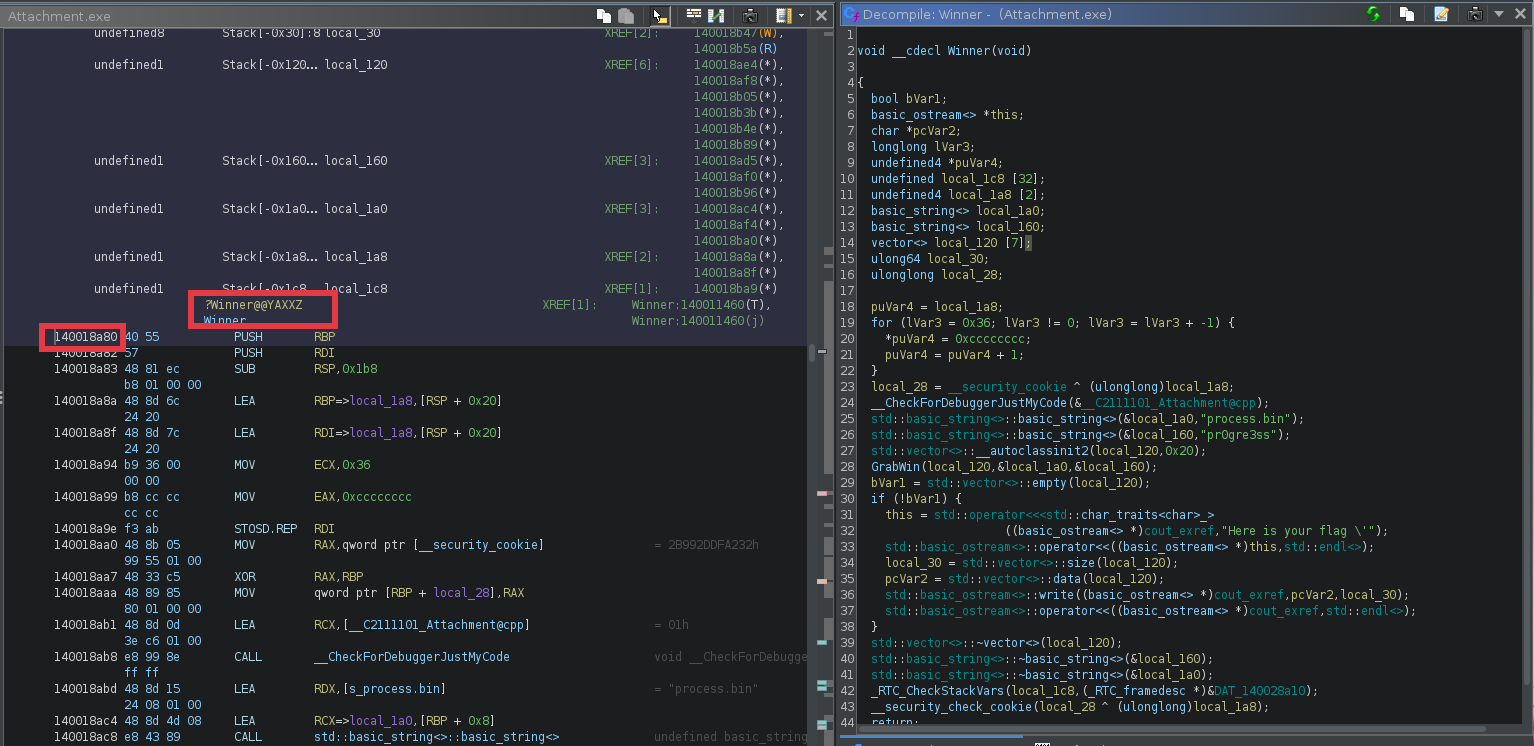 Attachment.exe
undefined8 Stack[-0x30]:8 local_30 XREF[2]: 140018b47(W),
140018b5a(R)
undefined1 Stack[-0x120... local_120 XREF[6]: 140018ae4(*),
140018af8(*),
140018b05(*),
140018b3b(*),
140018b4e(*),
140018b89(*)
undefined1 Stack[-0x160... local_160 XREF[3]: 140018ad5(*),
140018af0(*),
140018b96(*)
undefined1 Stack[-0x1a0... local_1a0 XREF[3]: 140018ac4(*),
140018af4(*),
140018ba0(*)
undefined1 Stack[-0x1a8... local_1a8 XREF[2]: 140018a8a(*),
140018a8f(*)
undefined1 Stack[-0x1c8... local_1c8 XREF[1]: 140018ba9(*)
?Winner@@YAXXZ XREF[1]: Winner:140011460(T),
Winner Winner:140011460(j)
140018a80 40 55 PUSH RBP
140018a82 57 PUSH RDI
140018a83 48 81 ec SUB RSP,0x1b8
b8 01 00 00
140018a8a 48 8d 6c LEA RBP=>local_1a8,[RSP + 0x20]
24 20
140018a8f 48 8d 7c LEA RDI=>local_1a8,[RSP + 0x20]
24 20
140018a94 b9 36 00 MOV ECX,0x36
00 00
140018a99 b8 cc cc MOV EAX,0xcccccccc
cc cc
140018a9e f3 ab STOSD.REP RDI
140018aa0 48 8b 05 MOV RAX,qword ptr [__security_cookie] = 2B992DDFA232h
99 55 01 00
140018aa7 48 33 c5 XOR RAX,RBP
140018aaa 48 89 85 MOV qword ptr [RBP + local_28],RAX
80 01 00 00
140018ab1 48 8d 0d LEA RCX,[__C2111101_Attachment@cpp] = 01h
3e c6 01 00
140018ab8 e8 99 8e CALL __CheckForDebuggerJustMyCode void __CheckForDebugge
ff ff
140018abd 48 8d 15 LEA RDX,[s_process.bin] = "process.bin"
24 08 01 00
140018ac4 48 8d 4d 08 LEA RCX=>local_1a0,[RBP + 0x8]
140018ac8 e8 43 89 CALL std::basic_string<>::basic_string<> undefined basic_string
Decompile: Winner - (Attachment.exe)
1
2 void __cdecl Winner(void)
3
4 {
5 bool bVar1;
6 basic_ostream<> *this;
7 char *pcVar2;
8 longlong lVar3;
9 undefined4 *puVar4;
10 undefined local_1c8 [32];
11 undefined4 local_1a8 [2];
12 basic_string<> local_1a0;
13 basic_string<> local_160;
14 vector<> local_120 [7];
15 ulong64 local_30;
16 ulonglong local_28;
17
18 puVar4 = local_1a8;
19 for (lVar3 = 0x36; lVar3 != 0; lVar3 = lVar3 + -1) {
20 *puVar4 = 0xcccccccc;
21 puVar4 = puVar4 + 1;
22 }
23 local_28 = __security_cookie ^ (ulonglong)local_1a8;
24 __CheckForDebuggerJustMyCode(&__C2111101_Attachment@cpp);
25 std::basic_string<>::basic_string<>(&local_1a0,"process.bin");
26 std::basic_string<>::basic_string<>(&local_160,"pr0gre3ss");
27 std::vector<>::__autoclassinit2(local_120,0x20);
28 GrabWin(local_120,&local_1a0,&local_160);
29 bVar1 = std::vector<>::empty(local_120);
30 if (!bVar1) {
31 this = std::operator<<<std::char_traits<char>_>
32 ((basic_ostream<> *)cout_exref,"Here is your flag \'");
33 std::basic_ostream<>::operator<<((basic_ostream<> *)this,std::endl<>);
34 local_30 = std::vector<>::size(local_120);
35 pcVar2 = std::vector<>::data(local_120);
36 std::basic_ostream<>::write((basic_ostream<> *)cout_exref,pcVar2,local_30);
37 std::basic_ostream<>::operator<<((basic_ostream<> *)cout_exref,std::endl<>);
38 }
39 std::vector<>::~vector<>(local_120);
40 std::basic_string<>::~basic_string<>(&local_160);
41 std::basic_string<>::~basic_string<>(&local_1a0);
42 _RTC_CheckStackVars(local_1c8,(_RTC_framedesc *)&DAT_140028a10);
43 __security_check_cookie(local_28 ^ (ulonglong)local_1a8);
44 return;